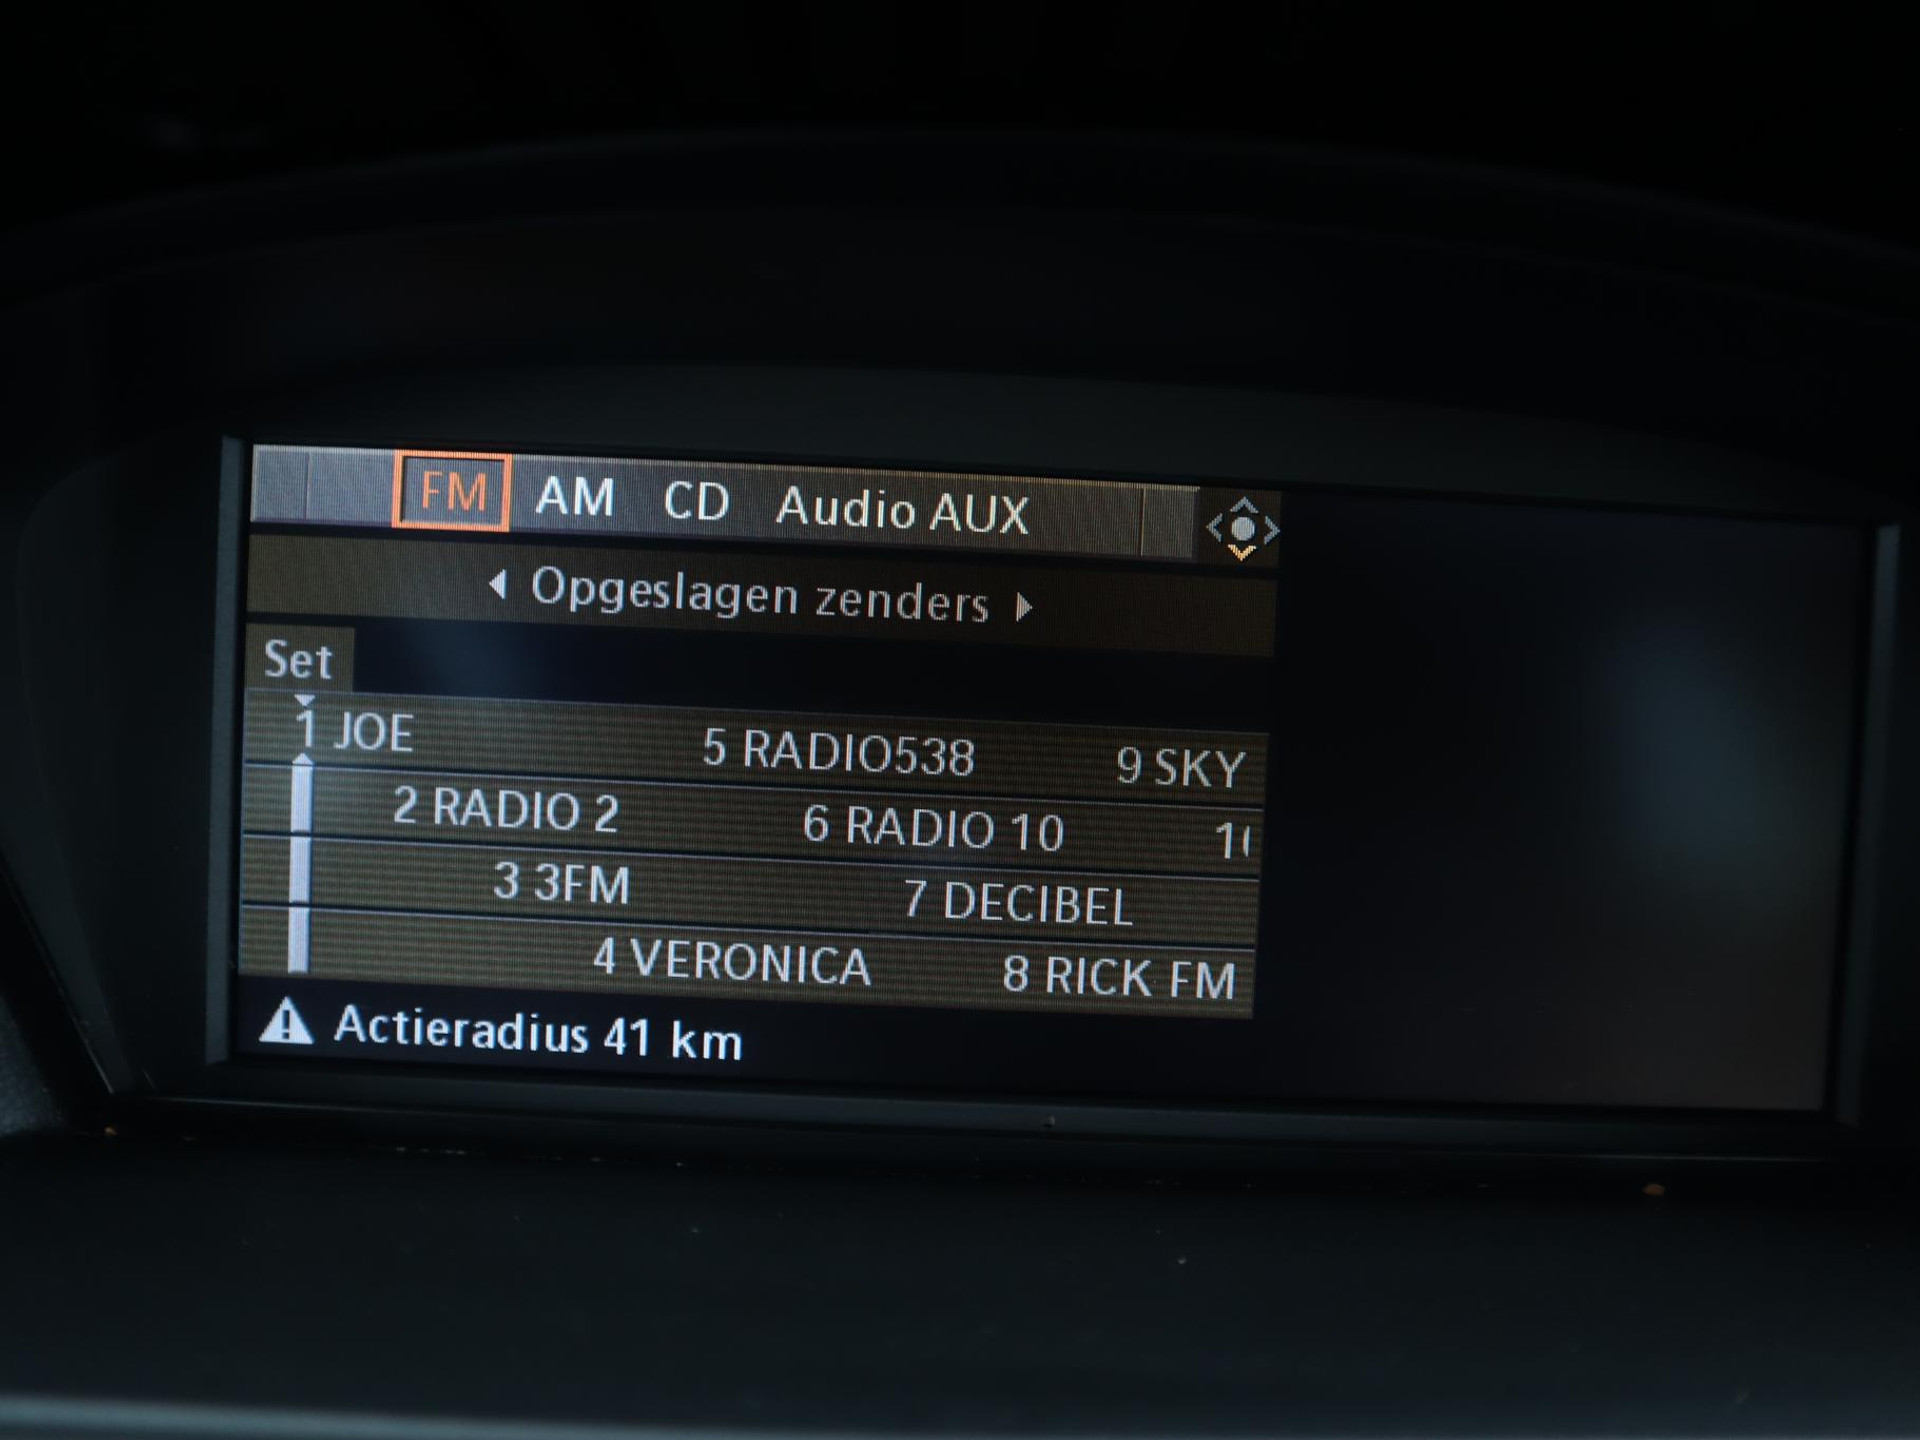 FM AM CD Audio AUX
Opgeslagen zenders
Set
1 JOE 5 RADIO538 9 SKY
2 RADIO 2 6 RADIO 10
3 3FM 7 DECIBEL
4 VERONICA 8 RICK FM
Actieradius 41 km